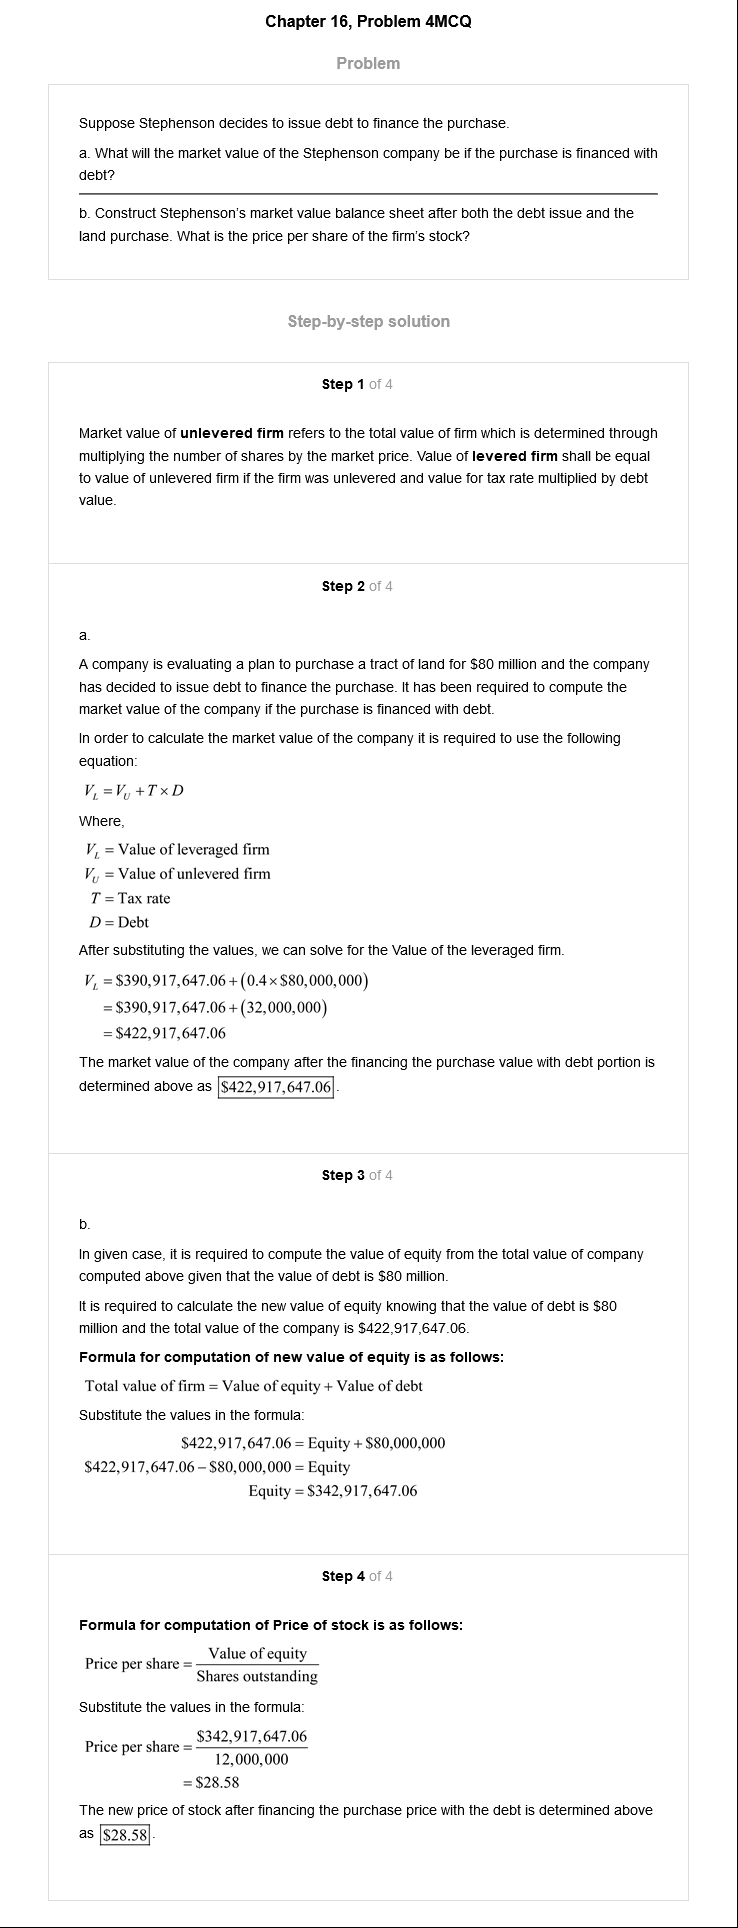 Chapter 16, Problem 4MCQ
Problem
Suppose Stephenson decides to issue debt to finance the purchase.
a. What will the market value of the Stephenson company be if the purchase is financed with
debt?
b. Construct Stephenson's market value balance sheet after both the debt issue and the
land purchase. What is the price per share of the firm's stock?
Step-by-step solution
Step 1 of 4
Market value of unlevered firm refers to the total value of firm which is determined through
multiplying the number of shares by the market price. Value of levered firm shall be equal
to value of unlevered firm if the firm was unlevered and value for tax rate multiplied by debt
value.
Step 2 of 4
a.
A company is evaluating a plan to purchase a tract of land for $80 million and the company
has decided to issue debt to finance the purchase. It has been required to compute the
market value of the company if the purchase is financed with debt.
In order to calculate the market value of the company it is required to use the following
equation:
V_L = V_U + T × D
Where,
V_L = Value of leveraged firm
V_U = Value of unlevered firm
T = Tax rate
D = Debt
After substituting the values, we can solve for the Value of the leveraged firm.
V_L = $390,917,647.06 + (0.4 × $80,000,000)
= $390,917,647.06 + (32,000,000)
= $422,917,647.06
The market value of the company after the financing the purchase value with debt portion is
determined above as $422,917,647.06.
Step 3 of 4
b.
In given case, it is required to compute the value of equity from the total value of company
computed above given that the value of debt is $80 million.
It is required to calculate the new value of equity knowing that the value of debt is $80
million and the total value of the company is $422,917,647.06.
Formula for computation of new value of equity is as follows:
Total value of firm = Value of equity + Value of debt
Substitute the values in the formula:
$422,917,647.06 = Equity + $80,000,000
$422,917,647.06 – $80,000,000 = Equity
Equity = $342,917,647.06
Step 4 of 4
Formula for computation of Price of stock is as follows:
Price per share = Value of equity
Shares outstanding
Substitute the values in the formula:
Price per share = $342,917,647.06
12,000,000
= $28.58
The new price of stock after financing the purchase price with the debt is determined above
as $28.58.